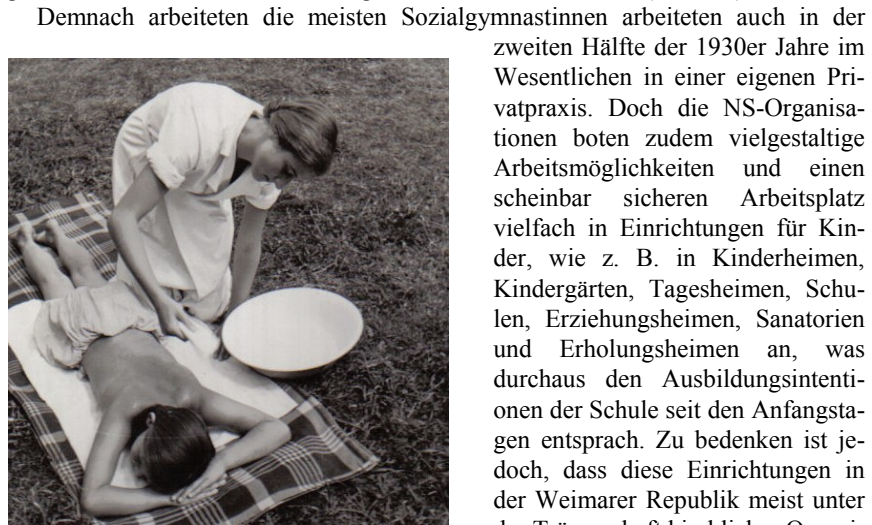 Demnach arbeiteten die meisten Sozialgymnastinnen arbeiteten auch in der
zweiten Hälfte der 1930er Jahre im
Wesentlichen in einer eigenen Pri-
vatpraxis. Doch die NS-Organisa-
tionen boten zudem vielgestaltige
Arbeitsmöglichkeiten und einen
scheinbar sicheren Arbeitsplatz
vielfach in Einrichtungen für Kin-
der, wie z. B. in Kinderheimen,
Kindergärten, Tagesheimen, Schu-
len, Erziehungsheimen, Sanatorien
und Erholungsheimen an, was
durchaus den Ausbildungsintenti-
onen der Schule seit den Anfangsta-
gen entsprach. Zu bedenken ist je-
doch, dass diese Einrichtungen in
der Weimarer Republik meist unter